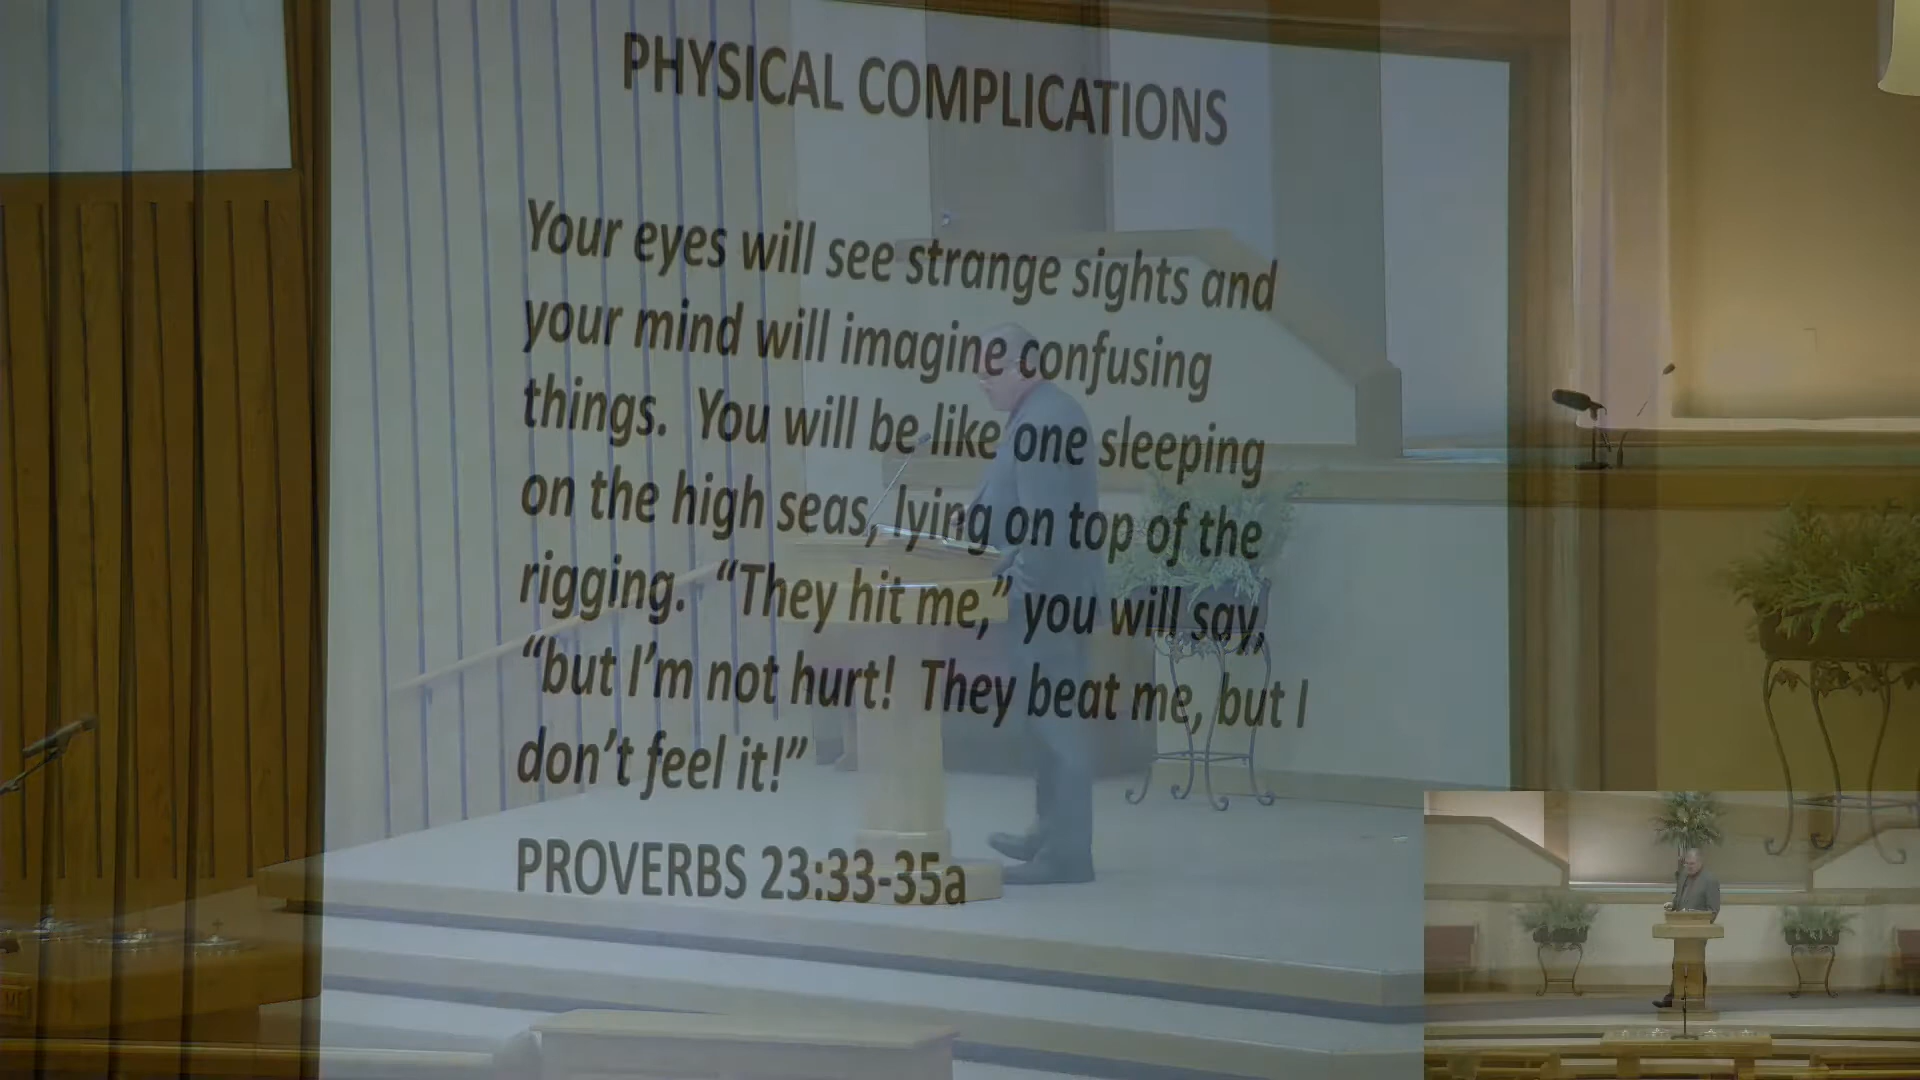 PHYSICAL COMPLICATIONS
Your eyes will see strange sights and
your mind will imagine confusing
things. You will be like one sleeping
on the high seas, lying on top of the
rigging. “They hit me,” you will say,
“but I’m not hurt! They beat me, but I
don’t feel it!”
PROVERBS 23:33-35a
ME